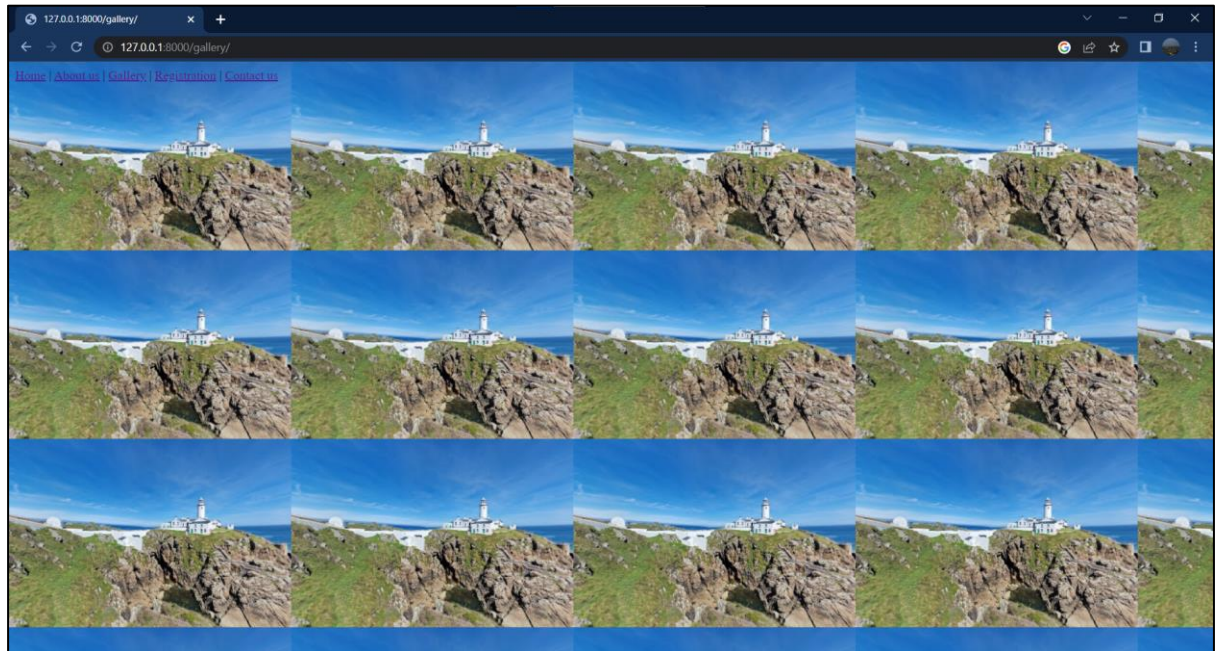 127.0.0.1:8000/gallery/
127.0.0.1:8000/gallery/
Home | About us | Gallery | Registration | Contact us